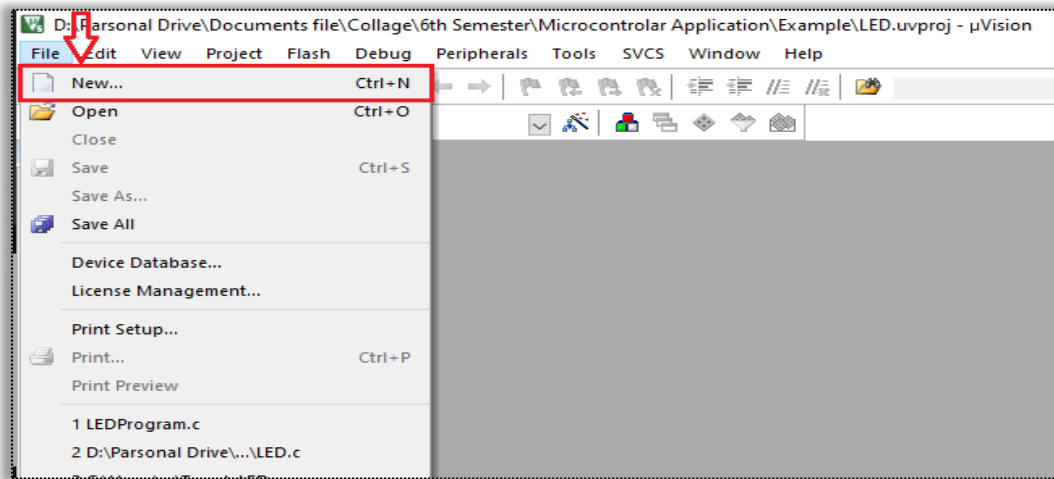 D:\Parsonal Drive\Documents file\Collage\6th Semester\Microcontrolar Application\Example\LED.uvproj - µVision
File Edit View Project Flash Debug Peripherals Tools SVCS Window Help
New... Ctrl+N
Open Ctrl+O
Close
Save Ctrl+S
Save As...
Save All
Device Database...
License Management...
Print Setup...
Print... Ctrl+P
Print Preview
1 LEDProgram.c
2 D:\Parsonal Drive\...\LED.c